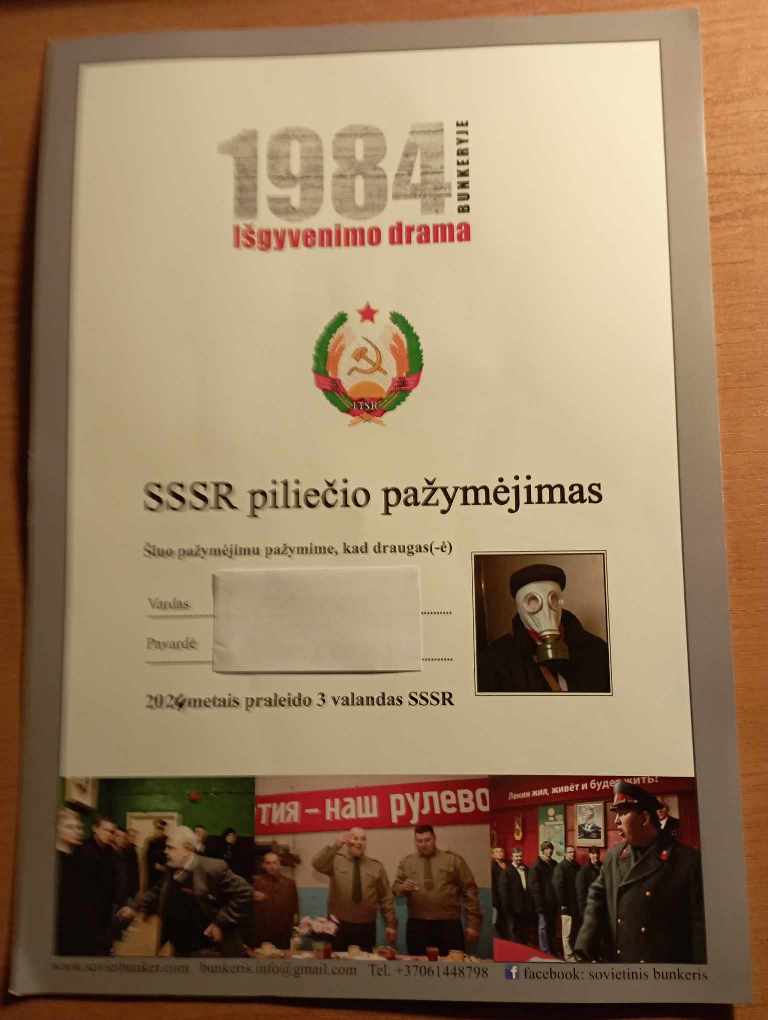 1984
BUNKERYJE
Išgyvenimo drama
LTSR
SSSR piliečio pažymėjimas
Šiuo pažymėjimu pažymime, kad draugas(-ė)
Vardas
Pavardė
metais praleido 3 valandas SSSR
ТИЯ – НАШ РУЛЕВО
Ленин жил, живёт и будет жить!
www.sovietbunker.com bunkeris.info@gmail.com Tel. +37061448798 facebook: sovietinis bunkeris